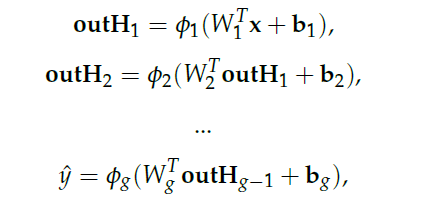 outH₁ = ϕ₁(W₁ᵀx + b₁),
outH₂ = ϕ₂(W₂ᵀoutH₁ + b₂),
...
ŷ = ϕg(Wgᵀ outHg−1 + bg),